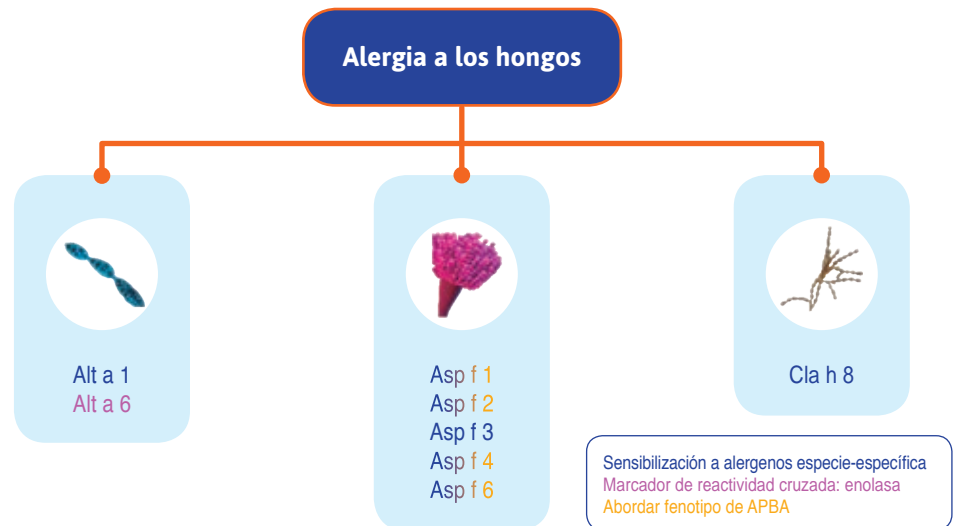 Alergia a los hongos
Alt a 1
Alt a 6
Asp f 1
Asp f 2
Asp f 3
Asp f 4
Asp f 6
Cla h 8
Sensibilización a alergenos especie-específica
Marcador de reactividad cruzada: enolasa
Abordar fenotipo de APBA